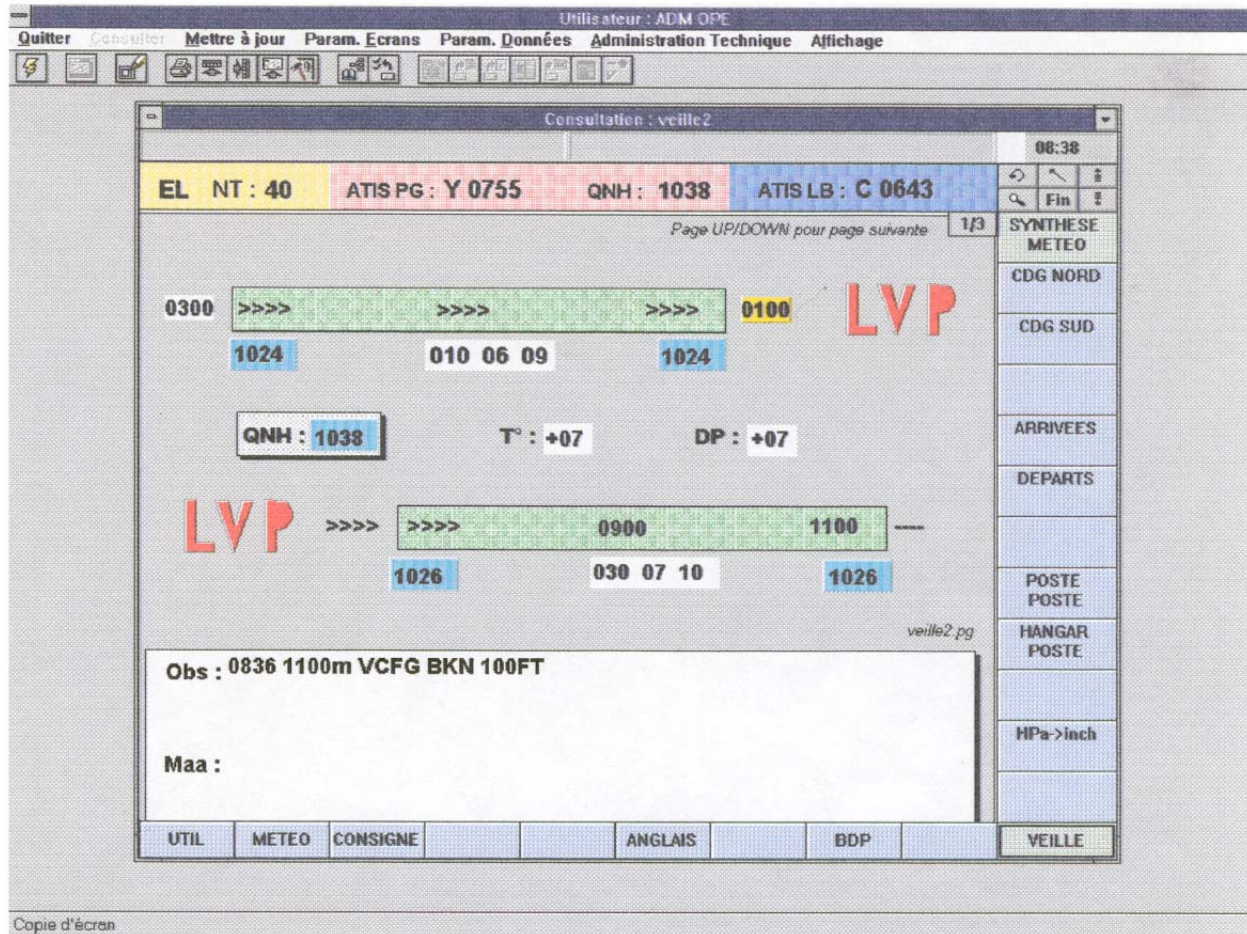 Utilisateur : ADM OPE
Quitter Consulter Mettre à jour Param. Ecrans Param. Données Administration Technique Affichage
Consultation : veille2
08:38
EL NT : 40 ATIS PG : Y 0755 QNH : 1038 ATIS LB : C 0643
Fin
Page UP/DOWN pour page suivante 1/3
SYNTHESE
METEO
CDG NORD
0300 >>>> >>>> >>>> 0100 LVP
CDG SUD
1024 010 06 09 1024
QNH : 1038 T° : +07 DP : +07
ARRIVEES
DEPARTS
LVP >>>> >>>> 0900 1100 ----
1026 030 07 10 1026
POSTE
POSTE
veille2.pg
HANGAR
POSTE
Obs : 0836 1100m VCFG BKN 100FT
HPa->inch
Maa :
UTIL METEO CONSIGNE ANGLAIS BDP VEILLE
Copie d'écran